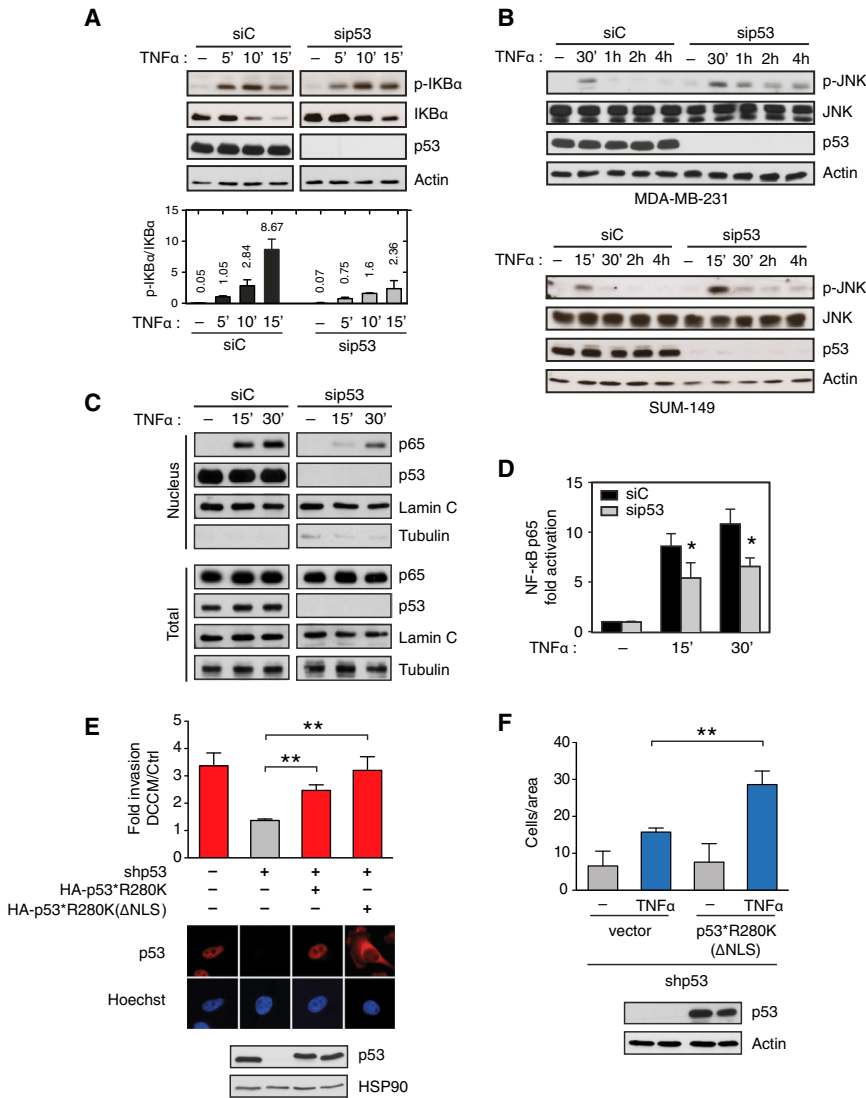 A
siC sip53
TNFα : – 5' 10' 15' – 5' 10' 15'
p-IKBα
IKBα
p53
Actin
p-IKBα/IKBα
15
10
5
0
0.05 1.05 2.84 8.67 0.07 0.75 1.6 2.36
TNFα : – 5' 10' 15' – 5' 10' 15'
siC sip53
B
siC sip53
TNFα : – 30' 1h 2h 4h – 30' 1h 2h 4h
p-JNK
JNK
p53
Actin
MDA-MB-231
siC sip53
TNFα : – 15' 30' 2h 4h – 15' 30' 2h 4h
p-JNK
JNK
p53
Actin
SUM-149
C
siC sip53
TNFα : – 15' 30' – 15' 30'
Nucleus
p65
p53
Lamin C
Tubulin
Total
p65
p53
Lamin C
Tubulin
D
siC
sip53
NF-κB p65
fold activation
15
10
5
0
* *
TNFα : – 15' 30'
E
Fold invasion
DCCM/Ctrl
5
4
3
2
1
0
**
**
shp53 – + + +
HA-p53*R280K +
HA-p53*R280K(ΔNLS) +
p53
Hoechst
p53
HSP90
F
Cells/area
40
30
20
10
0
**
– TNFα – TNFα
vector p53*R280K
(ΔNLS)
shp53
p53
Actin